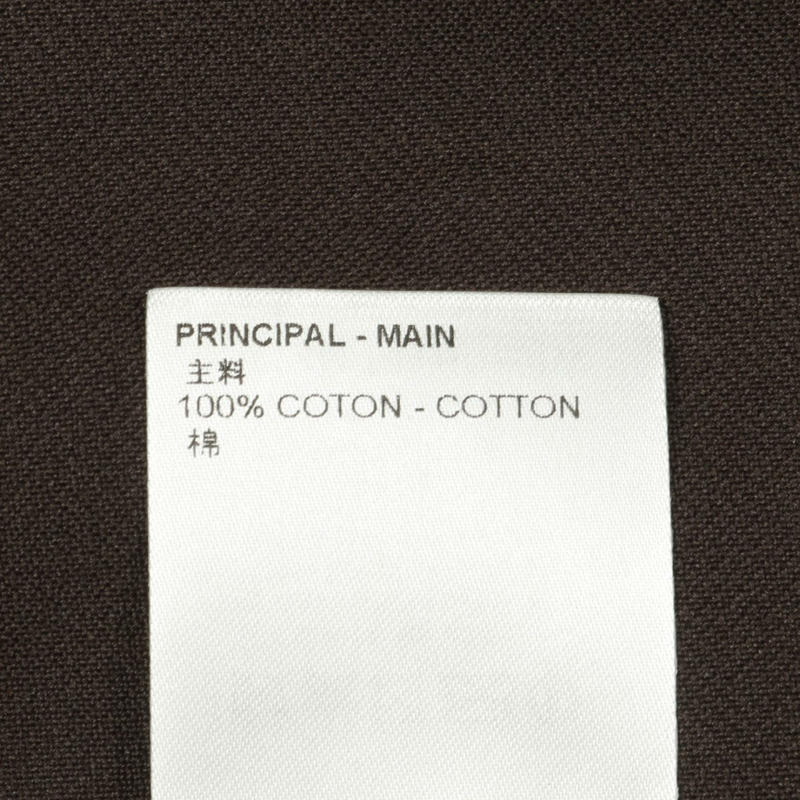 PRINCIPAL - MAIN
主料
100% COTON - COTTON
棉